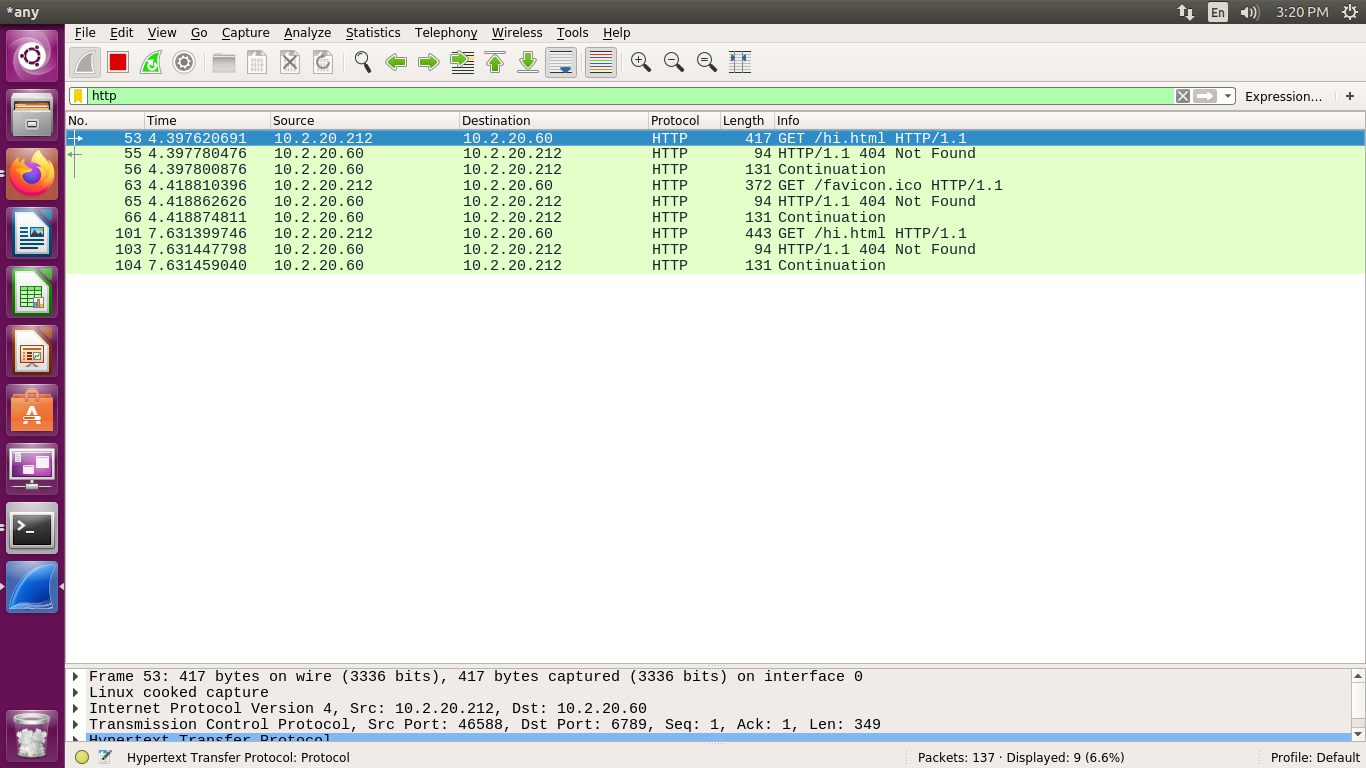 *any
En
3:20 PM
File Edit View Go Capture Analyze Statistics Telephony Wireless Tools Help
http
Expression…
+
No. Time Source Destination Protocol Length Info
53 4.397620691 10.2.20.212 10.2.20.60 HTTP 417 GET /hi.html HTTP/1.1
55 4.397780476 10.2.20.60 10.2.20.212 HTTP 94 HTTP/1.1 404 Not Found
56 4.397800876 10.2.20.60 10.2.20.212 HTTP 131 Continuation
63 4.418810396 10.2.20.212 10.2.20.60 HTTP 372 GET /favicon.ico HTTP/1.1
65 4.418862626 10.2.20.60 10.2.20.212 HTTP 94 HTTP/1.1 404 Not Found
66 4.418874811 10.2.20.60 10.2.20.212 HTTP 131 Continuation
101 7.631399746 10.2.20.212 10.2.20.60 HTTP 443 GET /hi.html HTTP/1.1
103 7.631447798 10.2.20.60 10.2.20.212 HTTP 94 HTTP/1.1 404 Not Found
104 7.631459040 10.2.20.60 10.2.20.212 HTTP 131 Continuation
Frame 53: 417 bytes on wire (3336 bits), 417 bytes captured (3336 bits) on interface 0
Linux cooked capture
Internet Protocol Version 4, Src: 10.2.20.212, Dst: 10.2.20.60
Transmission Control Protocol, Src Port: 46588, Dst Port: 6789, Seq: 1, Ack: 1, Len: 349
Hypertext Transfer Protocol
Hypertext Transfer Protocol: Protocol
Packets: 137 · Displayed: 9 (6.6%)
Profile: Default